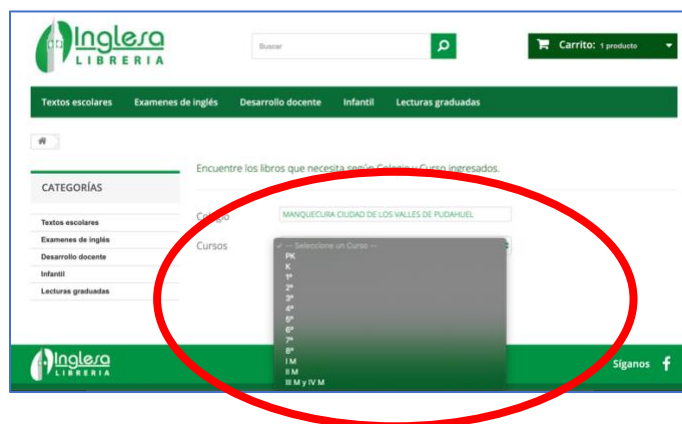 Inglesa
LIBRERIA
Buscar
Carrito: 1 producto
Textos escolares Examenes de inglés Desarrollo docente Infantil Lecturas graduadas
Encuentre los libros que necesita según Colegio y Curso ingresados.
CATEGORÍAS
Textos escolares
Examenes de inglés
Desarrollo docente
Infantil
Lecturas graduadas
Colegio
MANQUECURA CIUDAD DE LOS VALLES DE PUDAHUEL
Cursos
✓ -- Seleccione un Curso --
PK
K
1º
2º
3º
4º
5º
6º
7º
8º
I M
II M
III M y IV M
Inglesa
LIBRERIA
Síganos f